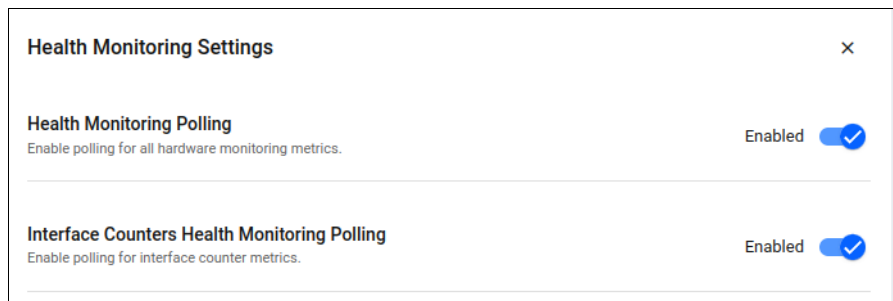 Health Monitoring Settings
Health Monitoring Polling
Enable polling for all hardware monitoring metrics.
Enabled
Interface Counters Health Monitoring Polling
Enable polling for interface counter metrics.
Enabled